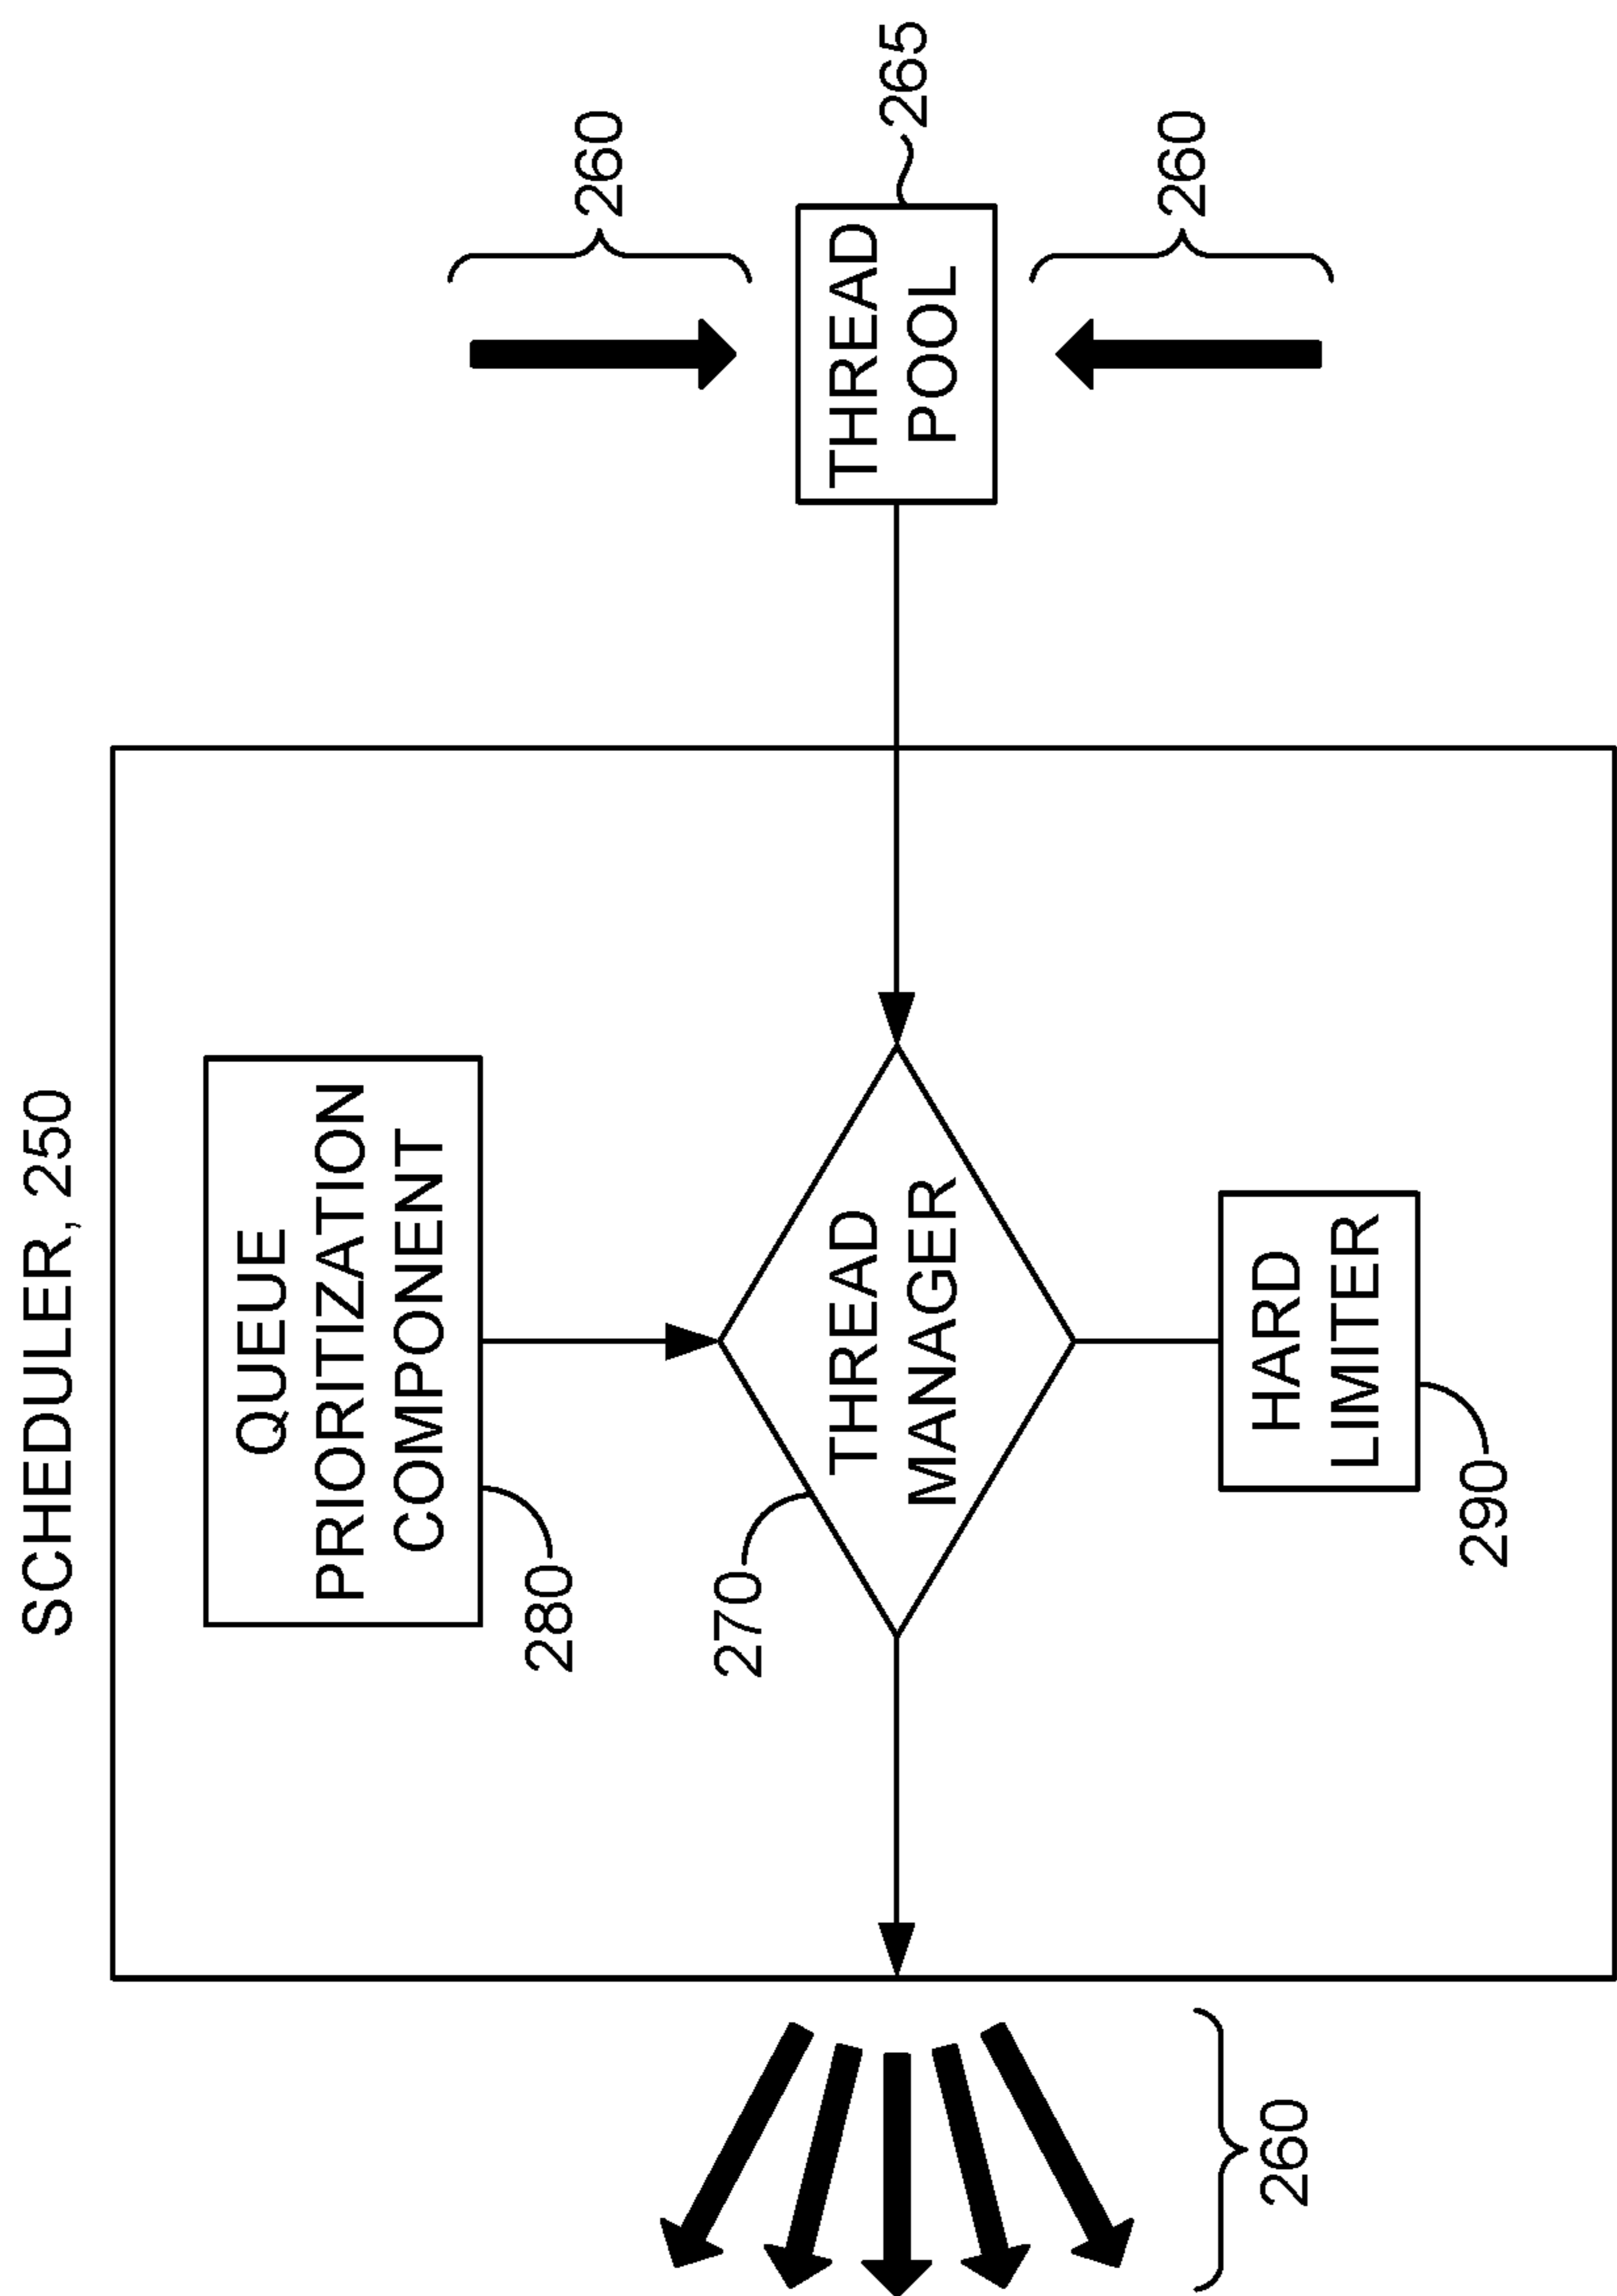 SCHEDULER, 250
QUEUE
PRIORITIZATION
COMPONENT
280
260
270
THREAD
MANAGER
THREAD
POOL
265
HARD
LIMITER
290
260
260